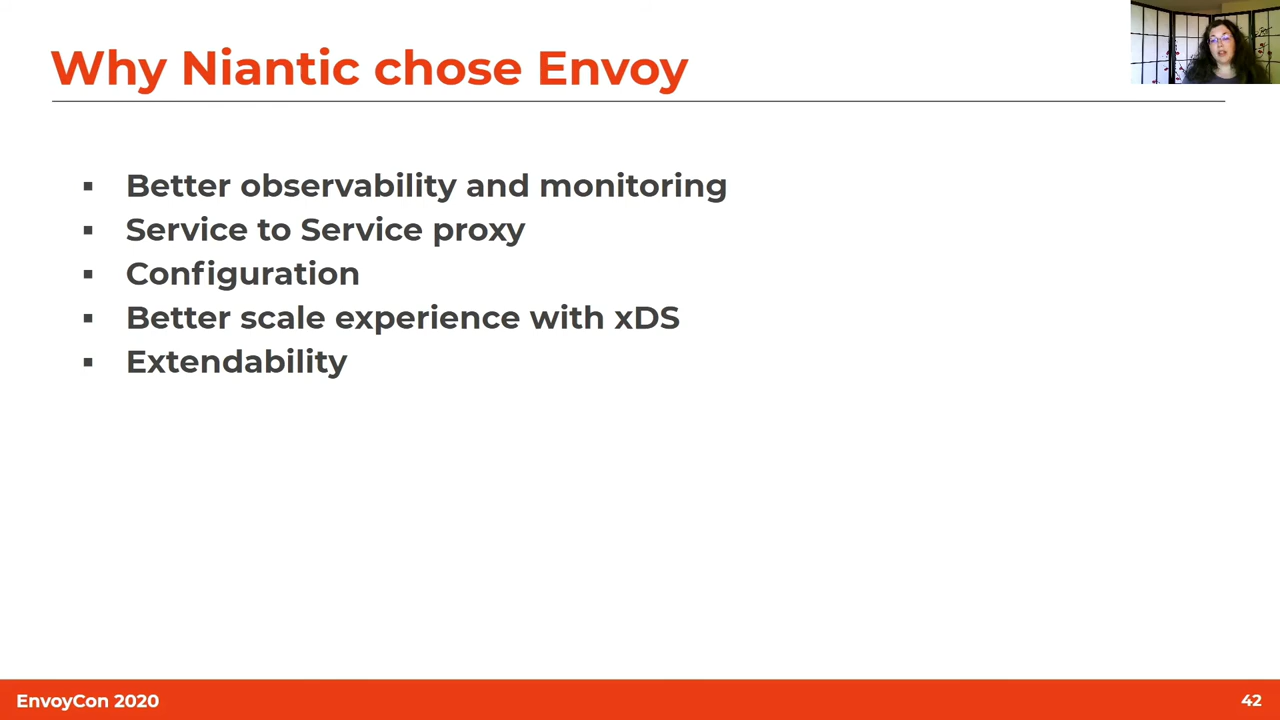 Why Niantic chose Envoy
▪ Better observability and monitoring
▪ Service to Service proxy
▪ Configuration
▪ Better scale experience with xDS
▪ Extendability
EnvoyCon 2020
42